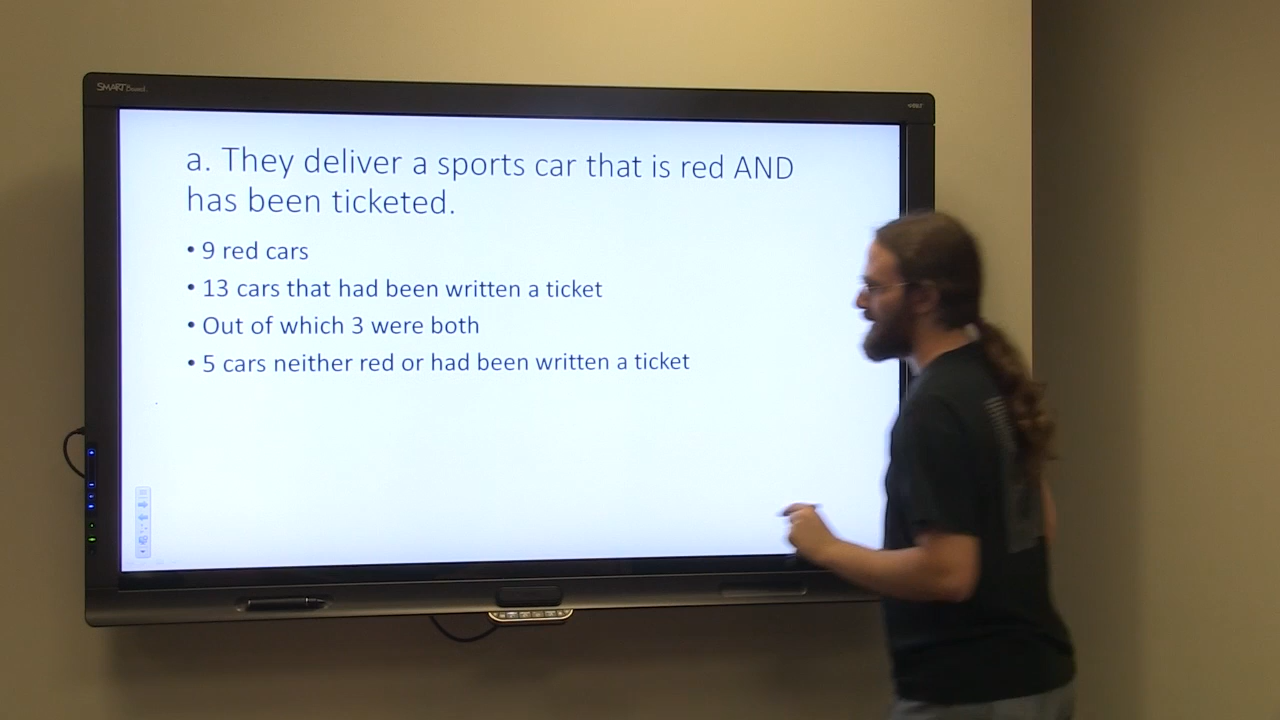 SMART Board
a. They deliver a sports car that is red AND
has been ticketed.
• 9 red cars
• 13 cars that had been written a ticket
• Out of which 3 were both
• 5 cars neither red or had been written a ticket